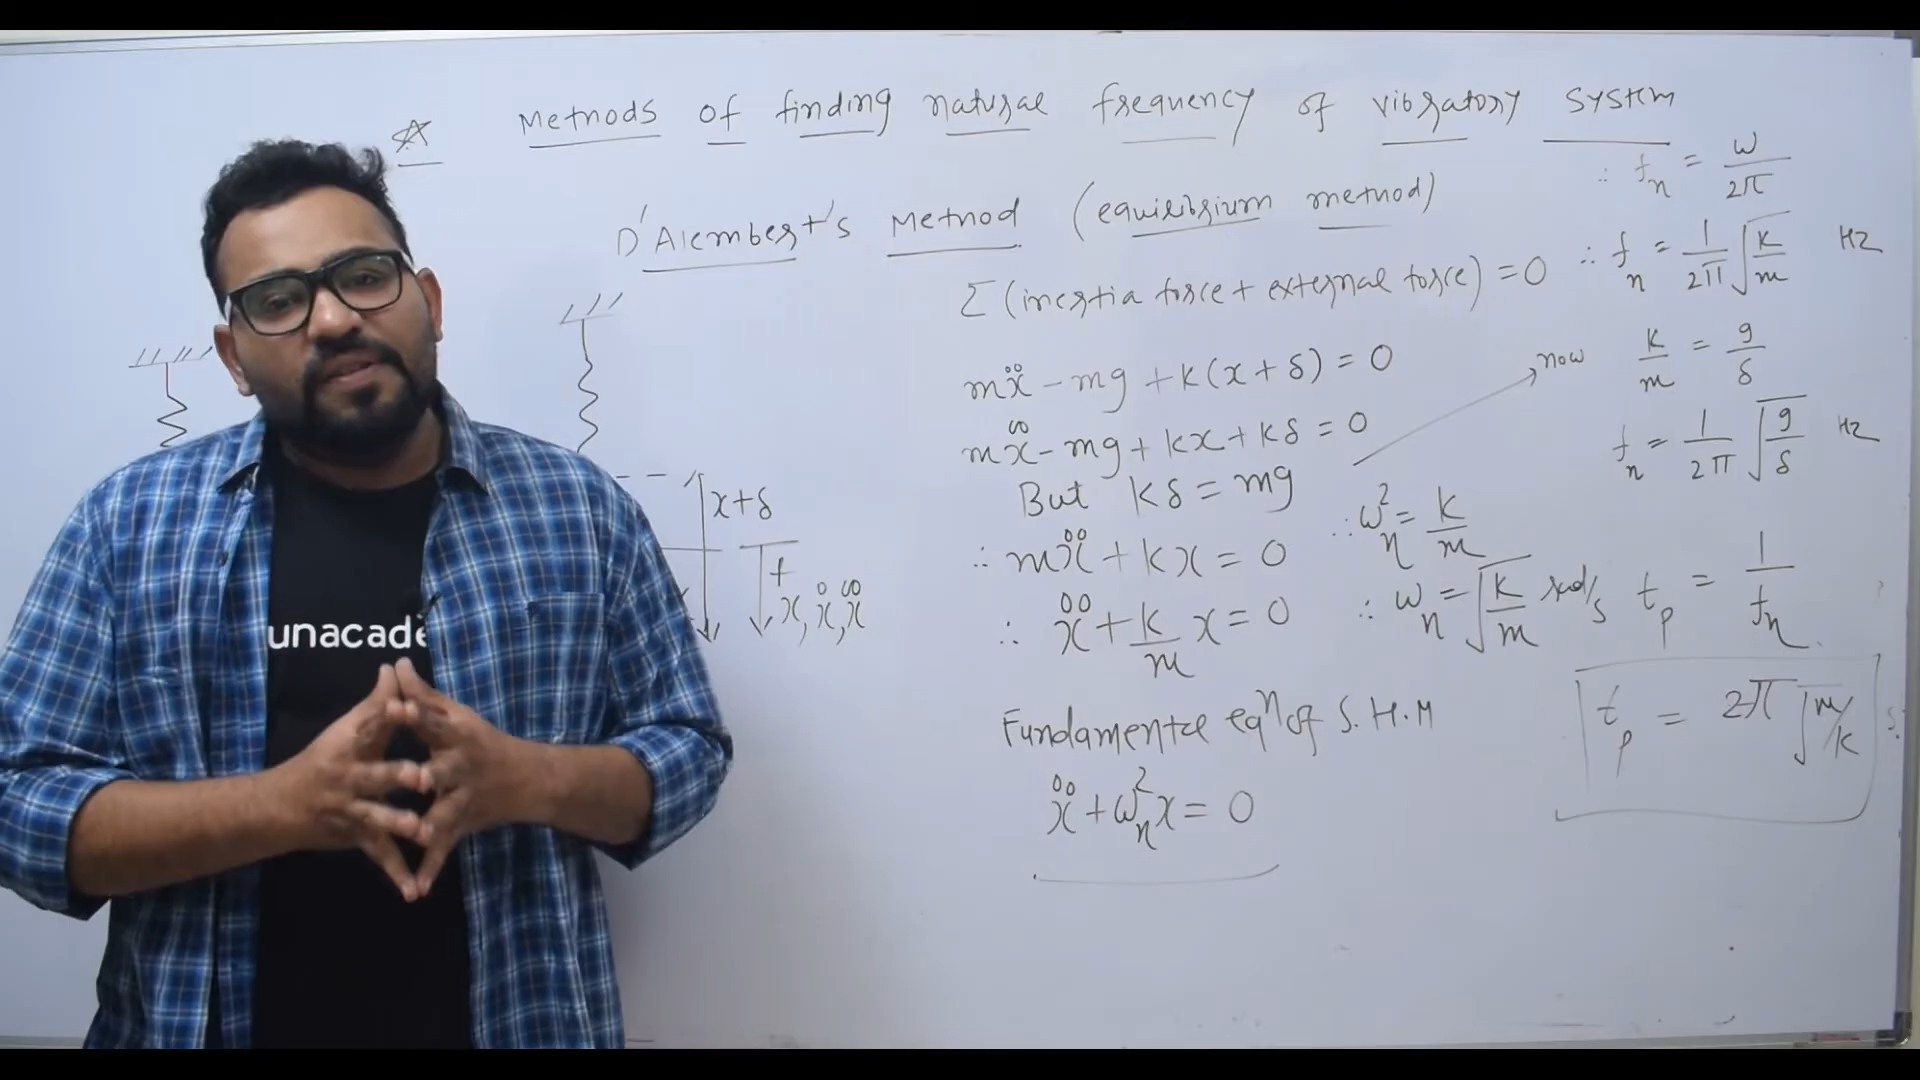 Methods of finding natural frequency of vibratory system
D'Alembert's Method (equilibrium method)
Σ (inertia force + external force) = 0
mẍ - mg + k(x + δ) = 0
mẍ - mg + kx + kδ = 0
But kδ = mg
∴ mẍ + kx = 0
∴ ẍ + k/m x = 0
Fundamental eqn of S.H.M
ẍ + ωn² x = 0
∴ ωn² = k/m
∴ ωn = √(k/m) rad/s
∴ fn = ω/2π
∴ fn = 1/2π √(k/m) Hz
now k/m = g/δ
fn = 1/2π √(g/δ) Hz
tp = 1/fn
tp = 2π √(m/k) s.
x+δ
+
x, ẋ, ẍ
unacade